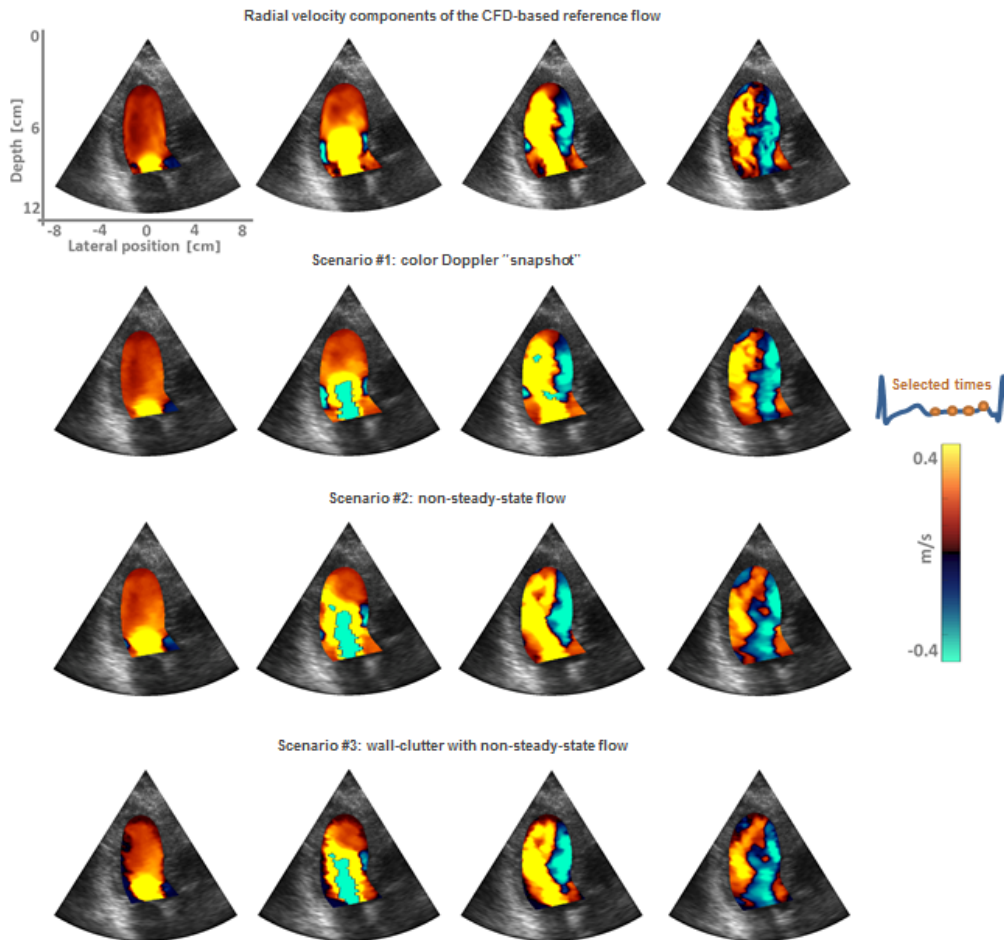 Radial velocity components of the CFD-based reference flow
0
Depth [cm]
6
12
-8 -4 0 4 8
Lateral position [cm]
Scenario #1: color Doppler "snapshot"
Selected times
0.4
m/s
-0.4
Scenario #2: non-steady-state flow
Scenario #3: wall-clutter with non-steady-state flow